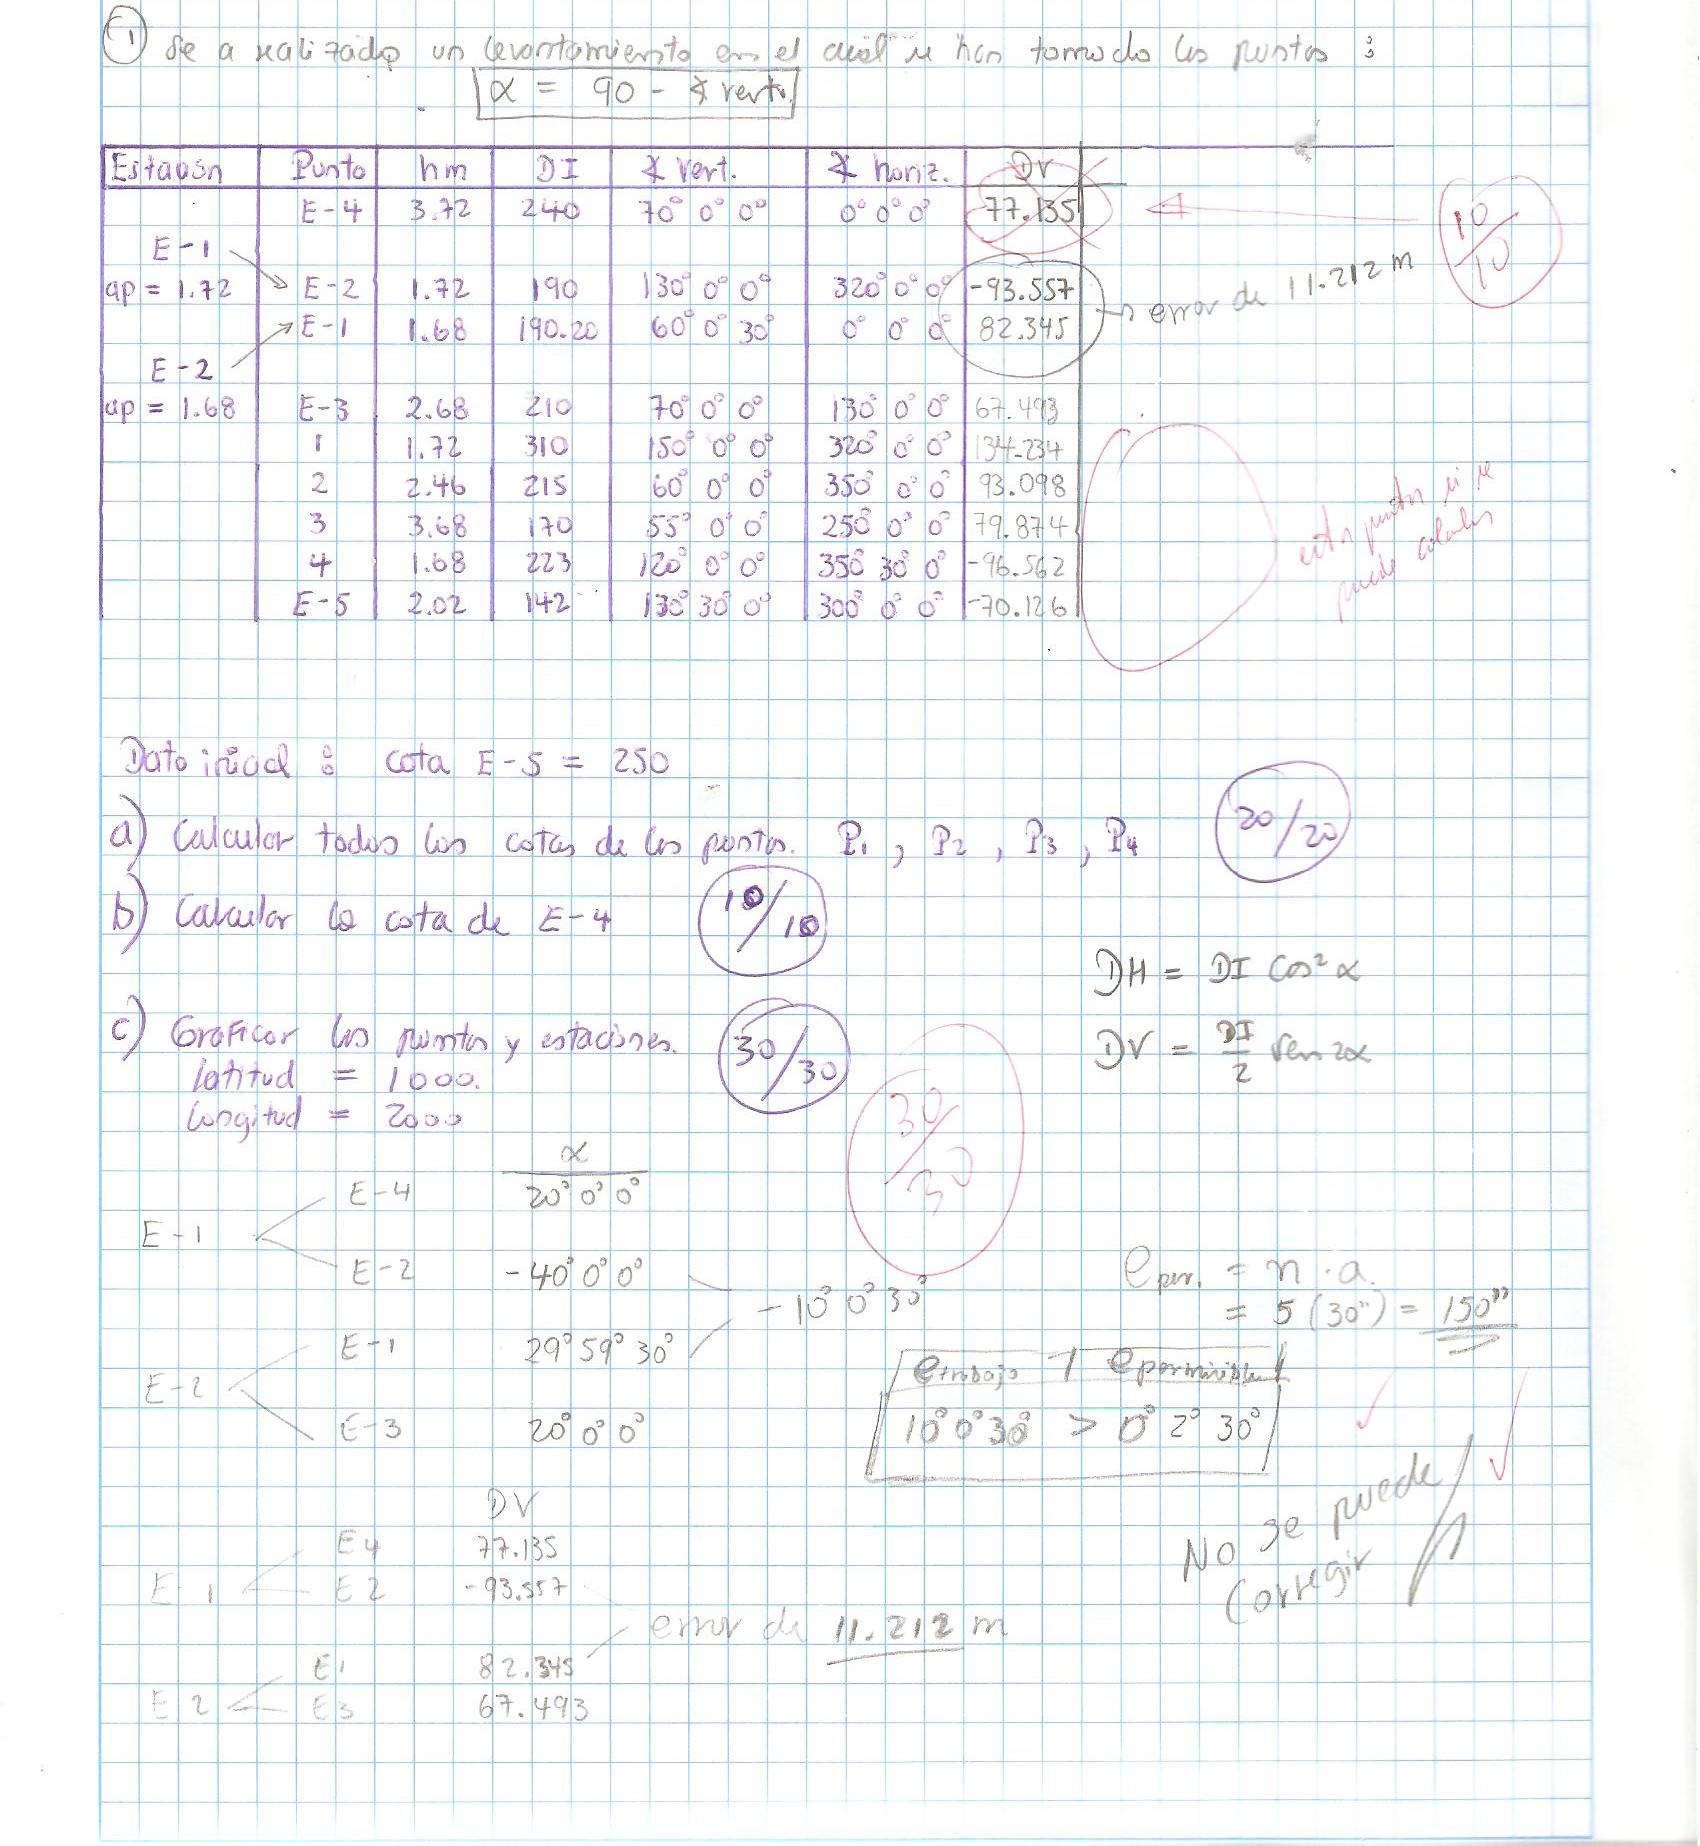 1 Se a realizado un levantamiento en el cuál se han tomado los puntos :
α = 90 - ∡ vert.
Estación Punto hm DI ∡ vert. ∡ horiz. DV
E-4 3.72 240 70° 0° 0° 0° 0° 0° 77.135
10/10
E-1
ap = 1.72 E-2 1.72 190 130° 0° 0° 320° 0° 0° -93.557
error de 11.212 m
E-1 1.68 190.20 60° 0° 30° 0° 0° 0° 82.345
E-2
ap = 1.68 E-3 2.68 210 70° 0° 0° 130° 0° 0° 67.493
1 1.72 310 150° 0° 0° 320° 0° 0° 134.234
2 2.46 215 60° 0° 0° 350° 0° 0° 93.098
3 3.68 170 55° 0° 0° 250° 0° 0° 79.874
4 1.68 223 120° 0° 0° 350° 30° 0° -96.562
E-5 2.02 142 130° 30° 0° 300° 0° 0° -70.126
estos puntos si se
puede calcular
Dato inicial : cota E-5 = 250
a) Calcular todas las cotas de los puntos. P1 , P2 , P3 , P4 20/20
b) Calcular la cota de E-4 10/10
DH = DI Cos² α
c) Graficar los puntos y estaciones. 30/30
DV = DI/2 sen 2α
latitud = 1000.
longitud = 2000
30/30
α
E-4 20° 0° 0°
E-1
E-2 -40° 0° 0°
-10° 0° 30°
e per. = n . a.
= 5 (30") = 150"
E-1 29° 59° 30°
E-2
e trabajo > e permisible
E-3 20° 0° 0°
10° 0° 30° > 0° 2° 30°
No se puede
Corregir
DV
E4 77.135
E-1 E2 -93.557
error de 11.212 m
E1 82.345
E2 E3 67.493